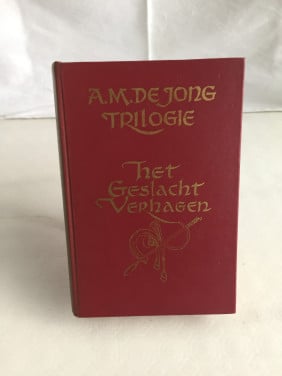 A.M. DE JONG
TRILOGIE
Het
Geslacht
Verhagen